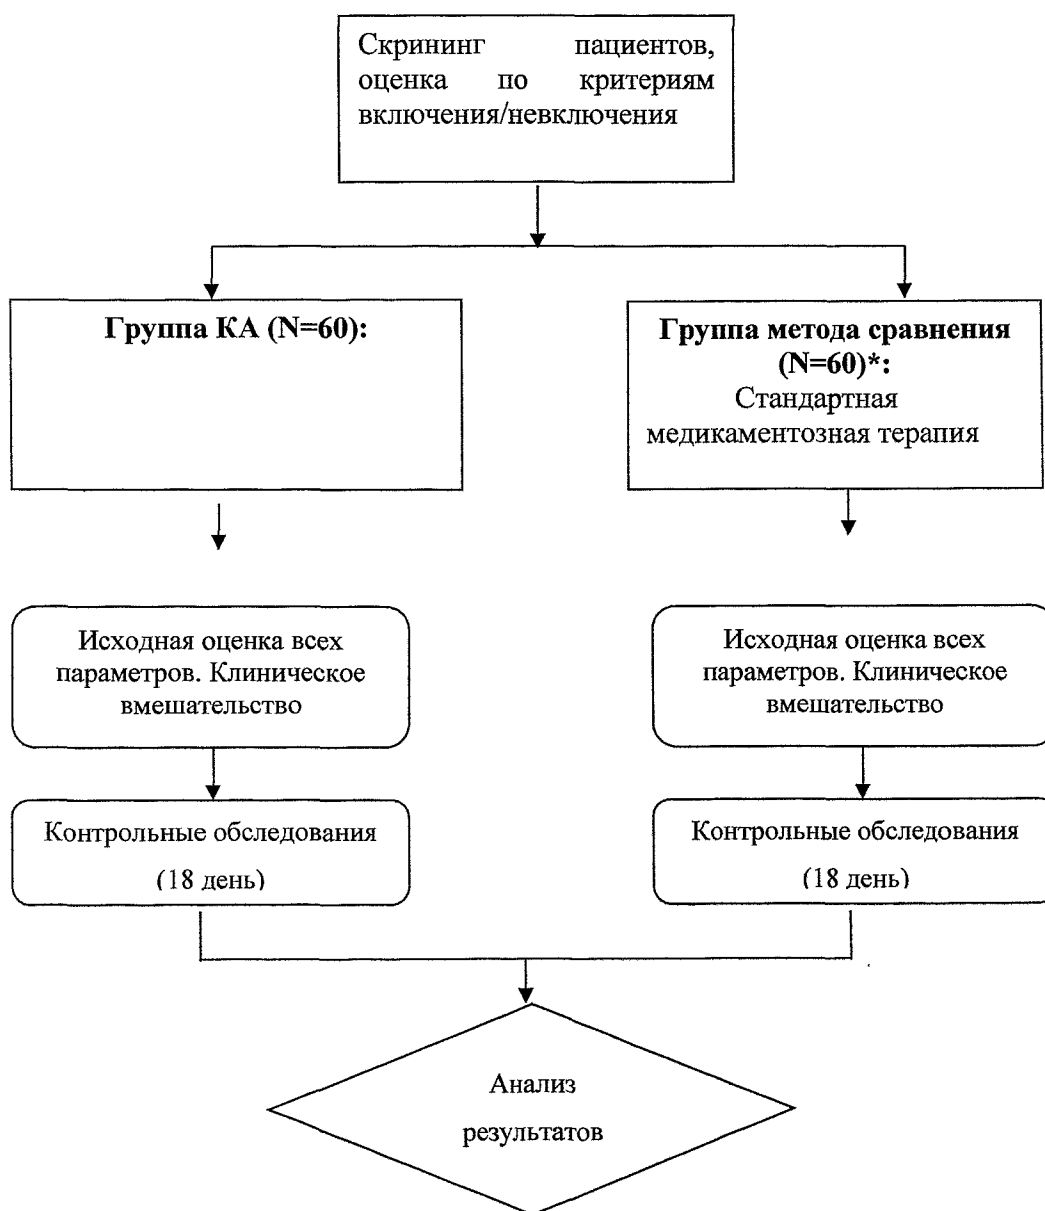 Скрининг пациентов,
оценка по критериям
включения/невключения
Группа КА (N=60):
Группа метода сравнения
(N=60)*:
Стандартная
медикаментозная терапия
Исходная оценка всех
параметров. Клиническое
вмешательство
Исходная оценка всех
параметров. Клиническое
вмешательство
Контрольные обследования
(18 день)
Контрольные обследования
(18 день)
Анализ
результатов